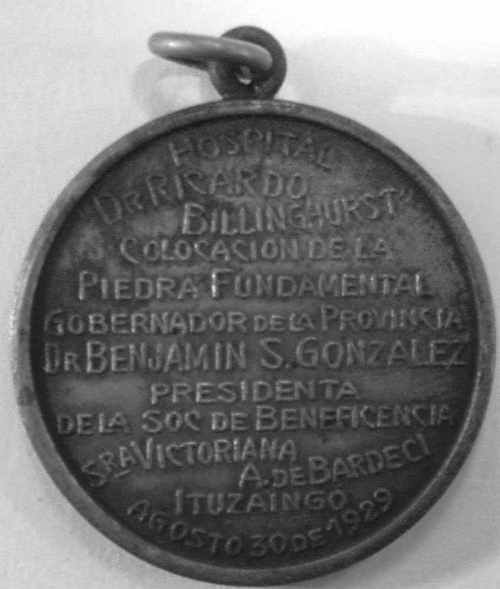 HOSPITAL
DR RICARDO
BILLINGHURST"
COLOCACION DE LA
PIEDRA FUNDAMENTAL
GOBERNADOR DE LA PROVINCIA
DR BENJAMIN S. GONZALEZ
PRESIDENTA
DE LA SOC DE BENEFICENCIA
SRA VICTORIANA
A. DE BARDECI
ITUZAINGO
AGOSTO 30 DE 1929